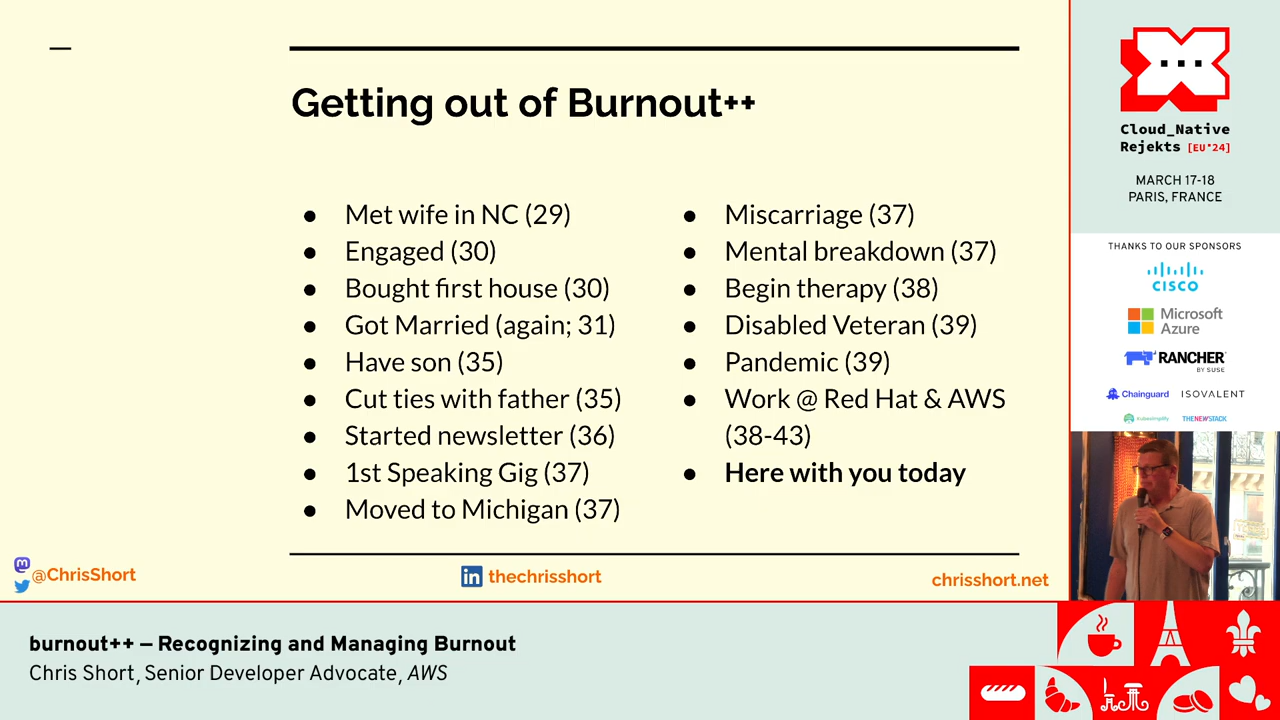 Getting out of Burnout++
● Met wife in NC (29)
● Engaged (30)
● Bought first house (30)
● Got Married (again; 31)
● Have son (35)
● Cut ties with father (35)
● Started newsletter (36)
● 1st Speaking Gig (37)
● Moved to Michigan (37)
● Miscarriage (37)
● Mental breakdown (37)
● Begin therapy (38)
● Disabled Veteran (39)
● Pandemic (39)
● Work @ Red Hat & AWS
(38-43)
● Here with you today
@ChrisShort
in thechrisshort
chrisshort.net
burnout++ — Recognizing and Managing Burnout
Chris Short, Senior Developer Advocate, AWS
Cloud_Native
Rejekts [EU*24]
MARCH 17-18
PARIS, FRANCE
THANKS TO OUR SPONSORS
CISCO
Microsoft
Azure
RANCHER
BY SUSE
Chainguard
ISOVALENT
THENEWSTACK